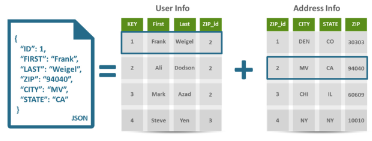 User Info
Address Info
{
"ID": 1,
"FIRST": "Frank",
"LAST": "Weigel",
"ZIP": "94040",
"CITY": "MV",
"STATE": "CA"
}
JSON
=
KEY First Last ZIP_id
1 Frank Weigel 2
2 Ali Dodson 2
3 Mark Azad 2
4 Steve Yen 3
+
ZIP_id CITY STATE ZIP
1 DEN CO 30303
2 MV CA 94040
3 CHI IL 60609
4 NY NY 10010